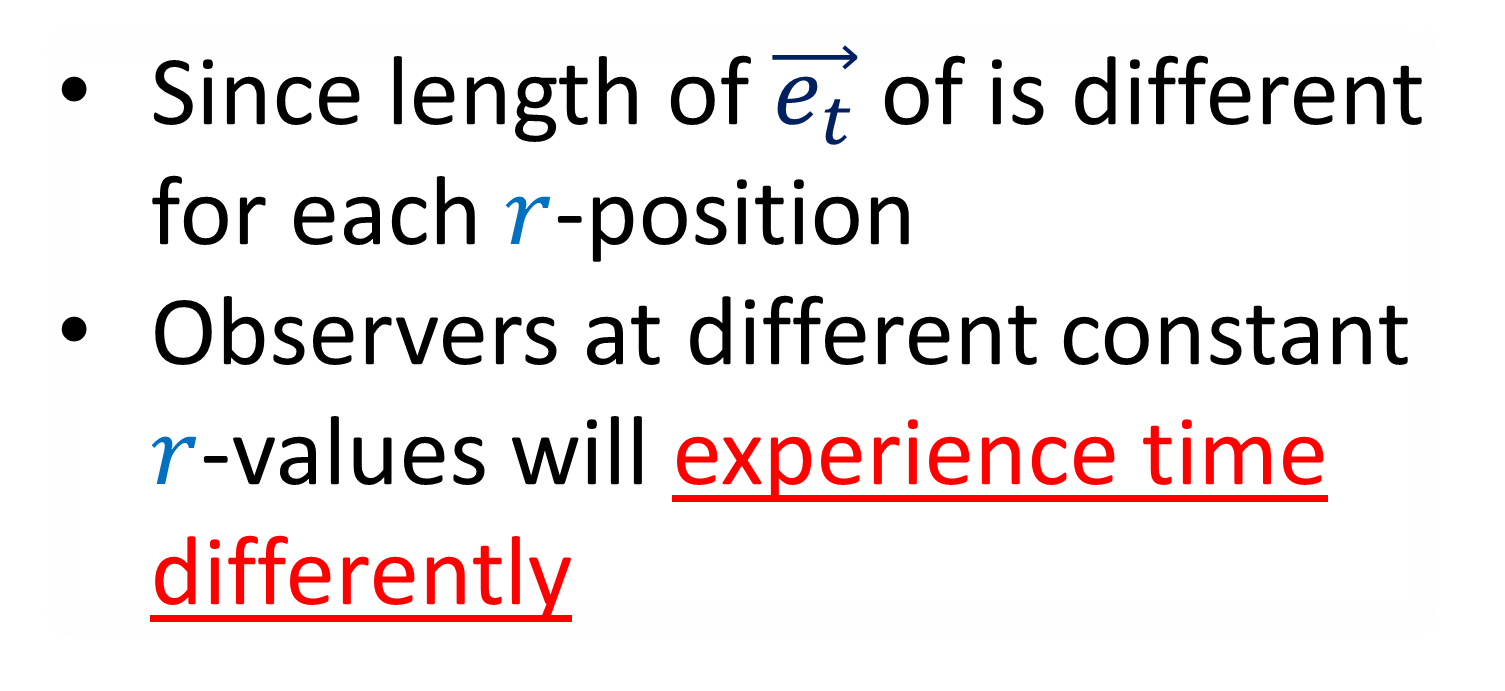 • Since length of $\overrightarrow{e_t}$ of is different
for each r-position
• Observers at different constant
r-values will experience time
differently